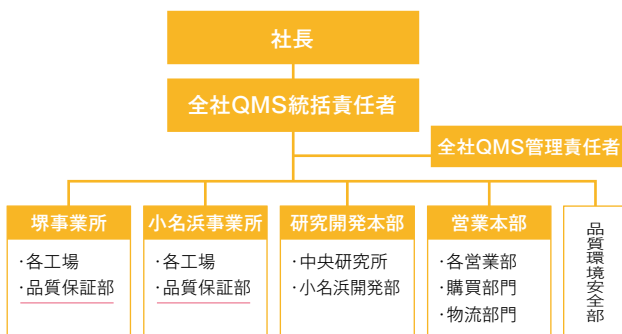 社長
全社QMS統括責任者
全社QMS管理責任者
堺事業所
・各工場
・品質保証部
小名浜事業所
・各工場
・品質保証部
研究開発本部
・中央研究所
・小名浜開発部
営業本部
・各営業部
・購買部門
・物流部門
品質環境安全部